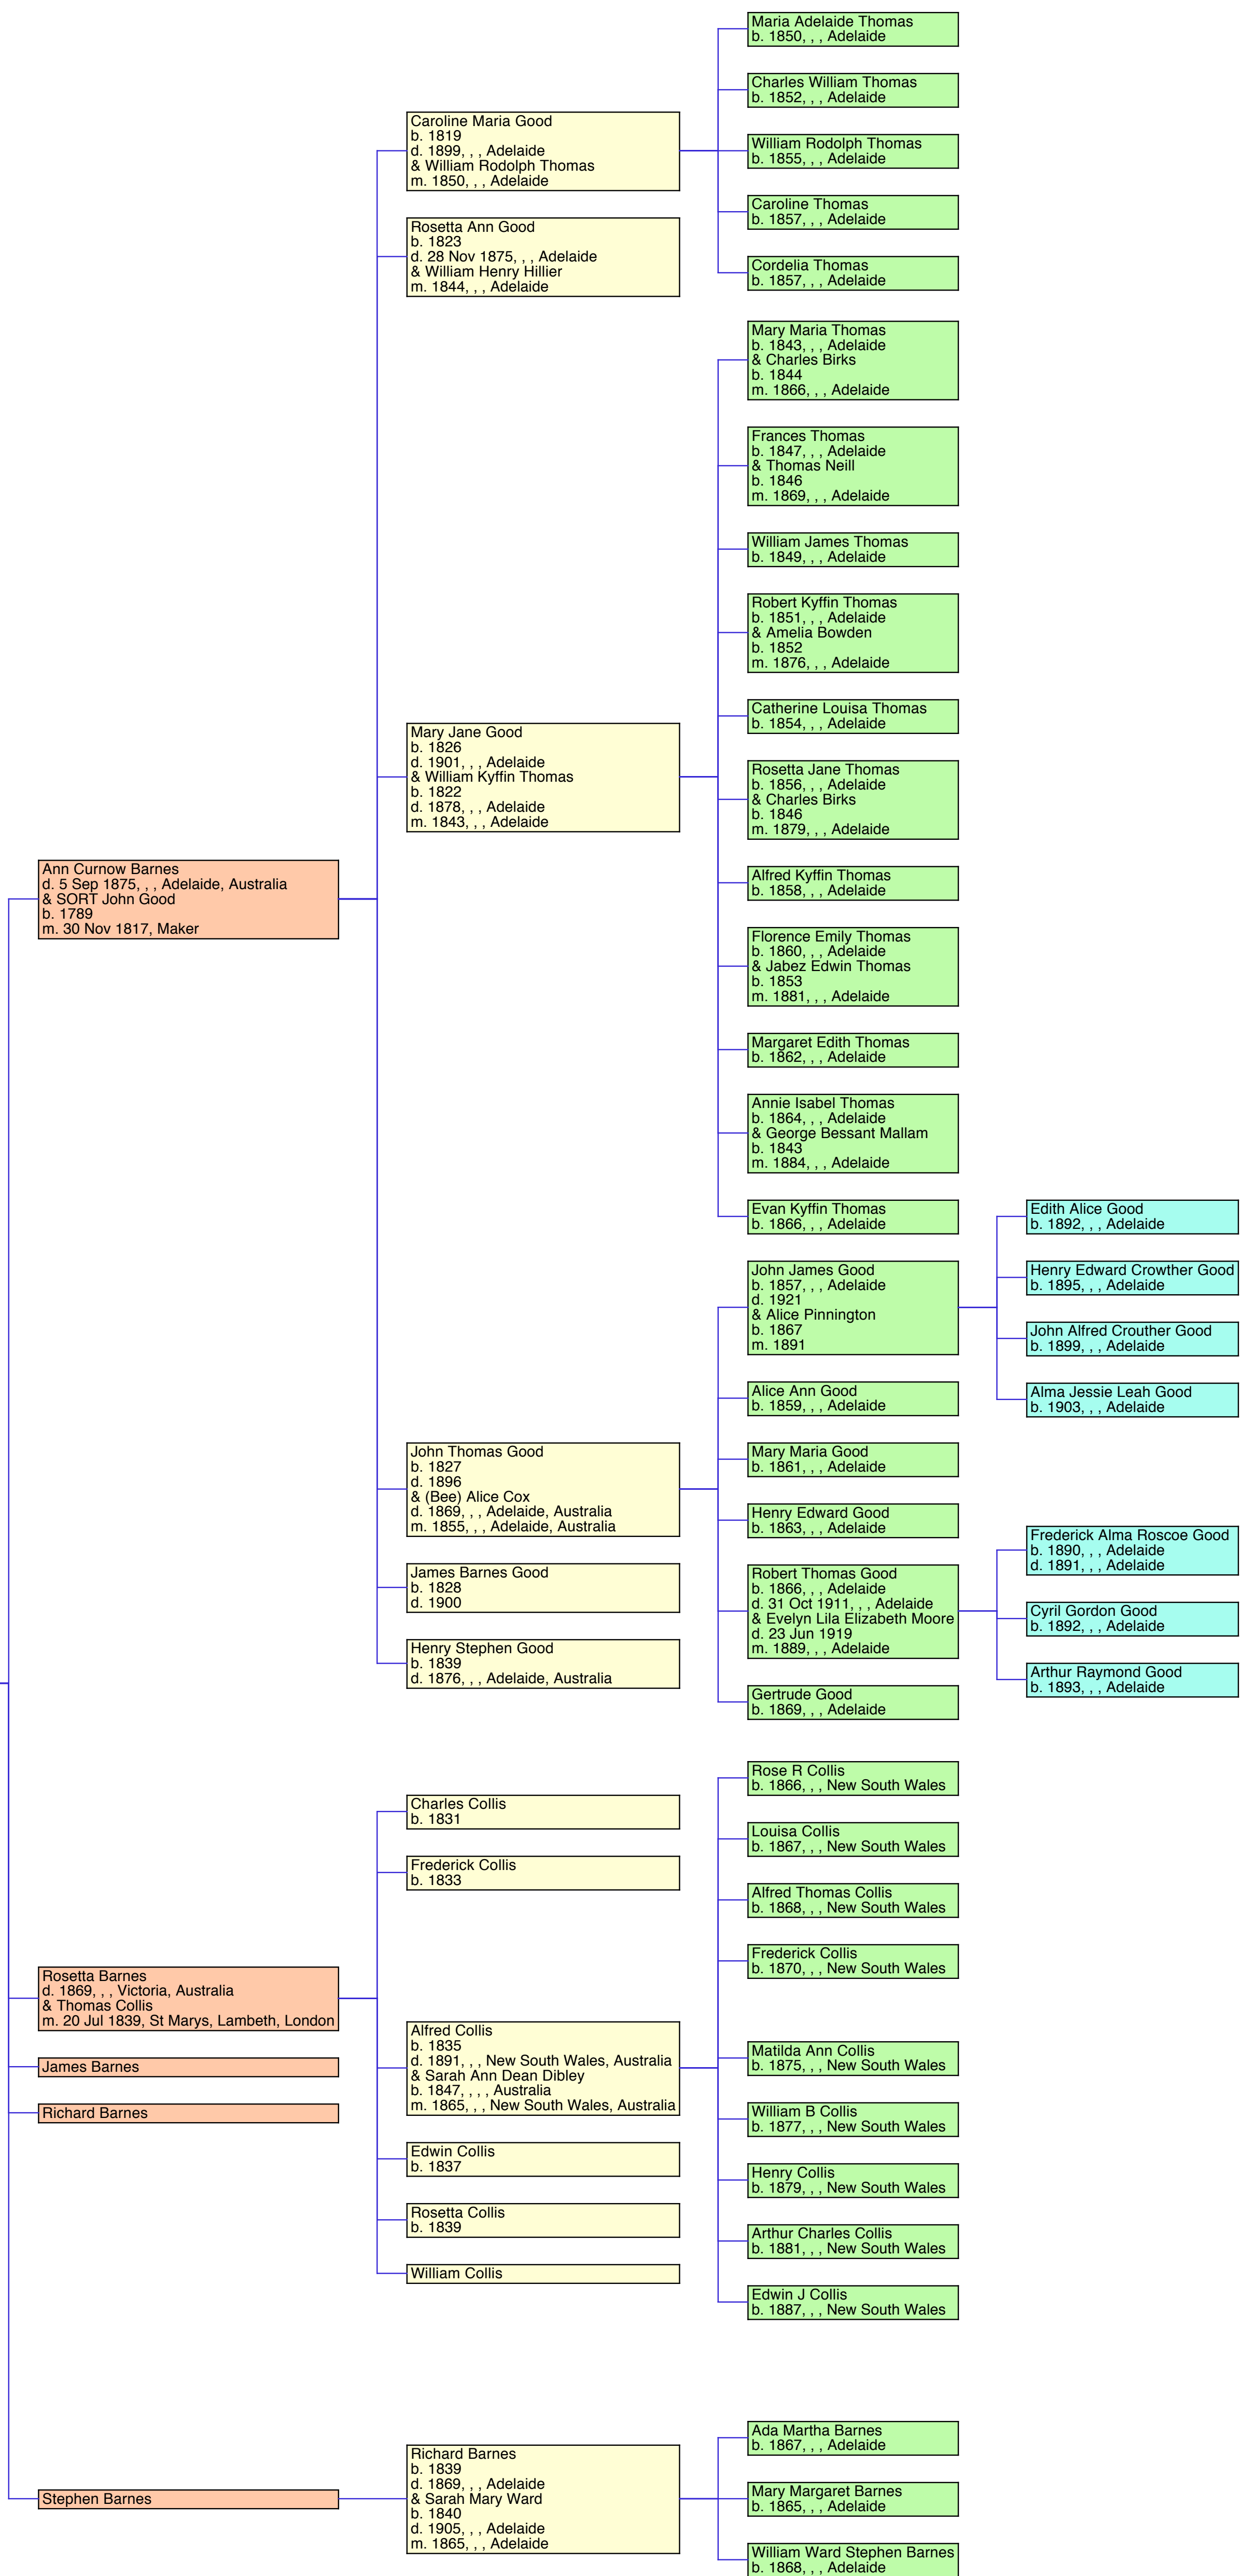 Maria Adelaide Thomas
b. 1850, , , Adelaide
Charles William Thomas
b. 1852, , , Adelaide
Caroline Maria Good
b. 1819
d. 1899, , , Adelaide
& William Rodolph Thomas
m. 1850, , , Adelaide
William Rodolph Thomas
b. 1855, , , Adelaide
Caroline Thomas
b. 1857, , , Adelaide
Rosetta Ann Good
b. 1823
d. 28 Nov 1875, , , Adelaide
& William Henry Hillier
m. 1844, , , Adelaide
Cordelia Thomas
b. 1857, , , Adelaide
Mary Maria Thomas
b. 1843, , , Adelaide
& Charles Birks
b. 1844
m. 1866, , , Adelaide
Frances Thomas
b. 1847, , , Adelaide
& Thomas Neill
b. 1846
m. 1869, , , Adelaide
William James Thomas
b. 1849, , , Adelaide
Robert Kyffin Thomas
b. 1851, , , Adelaide
& Amelia Bowden
b. 1852
m. 1876, , , Adelaide
Catherine Louisa Thomas
b. 1854, , , Adelaide
Mary Jane Good
b. 1826
d. 1901, , , Adelaide
& William Kyffin Thomas
b. 1822
d. 1878, , , Adelaide
m. 1843, , , Adelaide
Rosetta Jane Thomas
b. 1856, , , Adelaide
& Charles Birks
b. 1846
m. 1879, , , Adelaide
Ann Curnow Barnes
d. 5 Sep 1875, , , Adelaide, Australia
& SORT John Good
b. 1789
m. 30 Nov 1817, Maker
Alfred Kyffin Thomas
b. 1858, , , Adelaide
Florence Emily Thomas
b. 1860, , , Adelaide
& Jabez Edwin Thomas
b. 1853
m. 1881, , , Adelaide
Margaret Edith Thomas
b. 1862, , , Adelaide
Annie Isabel Thomas
b. 1864, , , Adelaide
& George Bessant Mallam
b. 1843
m. 1884, , , Adelaide
Evan Kyffin Thomas
b. 1866, , , Adelaide
Edith Alice Good
b. 1892, , , Adelaide
John James Good
b. 1857, , , Adelaide
d. 1921
& Alice Pinnington
b. 1867
m. 1891
Henry Edward Crowther Good
b. 1895, , , Adelaide
John Alfred Crouther Good
b. 1899, , , Adelaide
Alice Ann Good
b. 1859, , , Adelaide
Alma Jessie Leah Good
b. 1903, , , Adelaide
John Thomas Good
b. 1827
d. 1896
& (Bee) Alice Cox
d. 1869, , , Adelaide, Australia
m. 1855, , , Adelaide, Australia
Mary Maria Good
b. 1861, , , Adelaide
Henry Edward Good
b. 1863, , , Adelaide
Frederick Alma Roscoe Good
b. 1890, , , Adelaide
d. 1891, , , Adelaide
James Barnes Good
b. 1828
d. 1900
Robert Thomas Good
b. 1866, , , Adelaide
d. 31 Oct 1911, , , Adelaide
& Evelyn Lila Elizabeth Moore
d. 23 Jun 1919
m. 1889, , , Adelaide
Cyril Gordon Good
b. 1892, , , Adelaide
Henry Stephen Good
b. 1839
d. 1876, , , Adelaide, Australia
Arthur Raymond Good
b. 1893, , , Adelaide
Gertrude Good
b. 1869, , , Adelaide
Rose R Collis
b. 1866, , , New South Wales
Charles Collis
b. 1831
Louisa Collis
b. 1867, , , New South Wales
Frederick Collis
b. 1833
Alfred Thomas Collis
b. 1868, , , New South Wales
Frederick Collis
b. 1870, , , New South Wales
Rosetta Barnes
d. 1869, , , Victoria, Australia
& Thomas Collis
m. 20 Jul 1839, St Marys, Lambeth, London
Alfred Collis
b. 1835
d. 1891, , , New South Wales, Australia
& Sarah Ann Dean Dibley
b. 1847, , , , Australia
m. 1865, , , New South Wales, Australia
James Barnes
Matilda Ann Collis
b. 1875, , , New South Wales
Richard Barnes
William B Collis
b. 1877, , , New South Wales
Edwin Collis
b. 1837
Henry Collis
b. 1879, , , New South Wales
Rosetta Collis
b. 1839
Arthur Charles Collis
b. 1881, , , New South Wales
William Collis
Edwin J Collis
b. 1887, , , New South Wales
Ada Martha Barnes
b. 1867, , , Adelaide
Stephen Barnes
Richard Barnes
b. 1839
d. 1869, , , Adelaide
& Sarah Mary Ward
b. 1840
d. 1905, , , Adelaide
m. 1865, , , Adelaide
Mary Margaret Barnes
b. 1865, , , Adelaide
William Ward Stephen Barnes
b. 1868, , , Adelaide